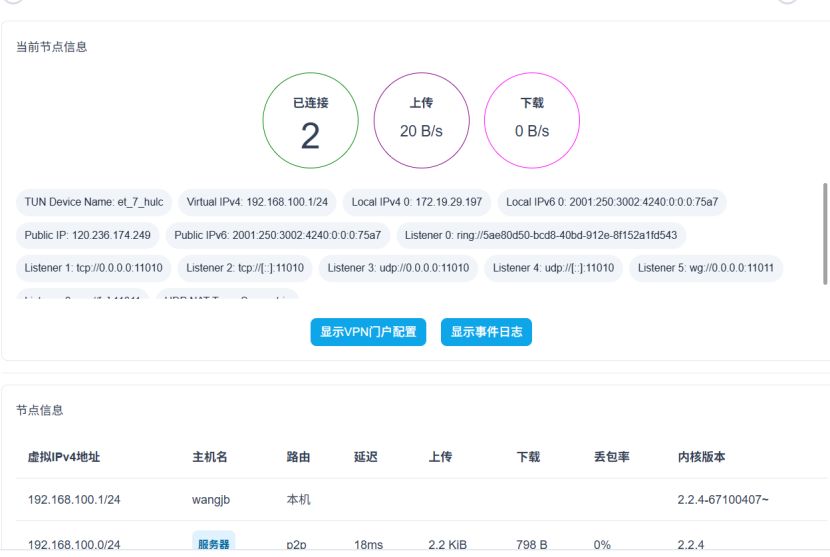 当前节点信息
已连接 上传 下载
2 20 B/s 0 B/s
TUN Device Name: et_7_hulc Virtual IPv4: 192.168.100.1/24 Local IPv4 0: 172.19.29.197 Local IPv6 0: 2001:250:3002:4240:0:0:0:75a7
Public IP: 120.236.174.249 Public IPv6: 2001:250:3002:4240:0:0:0:75a7 Listener 0: ring://5ae80d50-bcd8-40bd-912e-8f152a1fd543
Listener 1: tcp://0.0.0.0:11010 Listener 2: tcp://[::]:11010 Listener 3: udp://0.0.0.0:11010 Listener 4: udp://[::]:11010 Listener 5: wg://0.0.0.0:11011
显示VPN门户配置 显示事件日志
节点信息
虚拟IPv4地址 主机名 路由 延迟 上传 下载 丢包率 内核版本
192.168.100.1/24 wangjb 本机 2.2.4-67100407~
192.168.100.0/24 服务器 p2p 18ms 2.2 KiB 798 B 0% 2.2.4